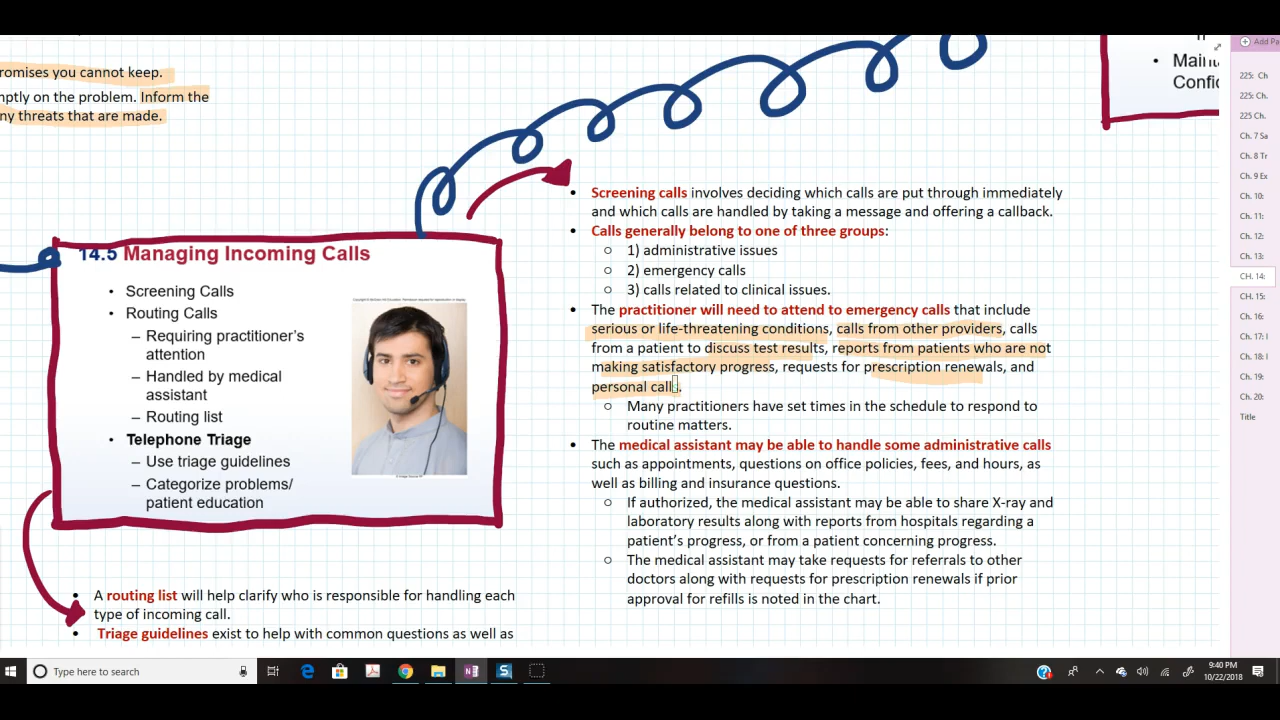 romises you cannot keep.
nptly on the problem. Inform the
ny threats that are made.
14.5 Managing Incoming Calls
• Screening Calls
• Routing Calls
– Requiring practitioner's
attention
– Handled by medical
assistant
– Routing list
• Telephone Triage
– Use triage guidelines
– Categorize problems/
patient education
• A routing list will help clarify who is responsible for handling each
type of incoming call.
• Triage guidelines exist to help with common questions as well as
• Screening calls involves deciding which calls are put through immediately
and which calls are handled by taking a message and offering a callback.
• Calls generally belong to one of three groups:
○ 1) administrative issues
○ 2) emergency calls
○ 3) calls related to clinical issues.
• The practitioner will need to attend to emergency calls that include
serious or life-threatening conditions, calls from other providers, calls
from a patient to discuss test results, reports from patients who are not
making satisfactory progress, requests for prescription renewals, and
personal calls.
○ Many practitioners have set times in the schedule to respond to
routine matters.
• The medical assistant may be able to handle some administrative calls
such as appointments, questions on office policies, fees, and hours, as
well as billing and insurance questions.
○ If authorized, the medical assistant may be able to share X-ray and
laboratory results along with reports from hospitals regarding a
patient's progress, or from a patient concerning progress.
○ The medical assistant may take requests for referrals to other
doctors along with requests for prescription renewals if prior
approval for refills is noted in the chart.
• Maint
Confid
Add Pa
225: Ch
225: Ch.
225 Ch.
Ch. 7 Sa
Ch. 8 Tr
Ch. 9 Ex
Ch. 10:
Ch. 11:
Ch. 12:
Ch. 13:
CH. 14:
CH. 15:
Ch. 16:
Ch. 17: I
Ch. 18: I
Ch. 19:
Ch. 20:
Title
Type here to search
9:40 PM
10/22/2018